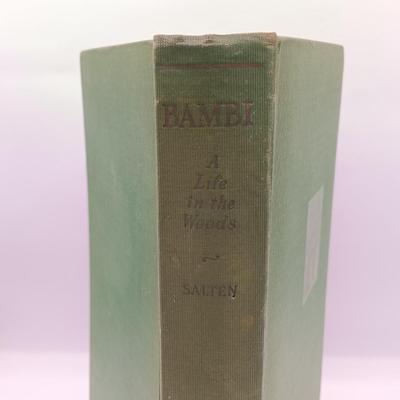 BAMBI
A
Life
in the
Woods
~
SALTEN